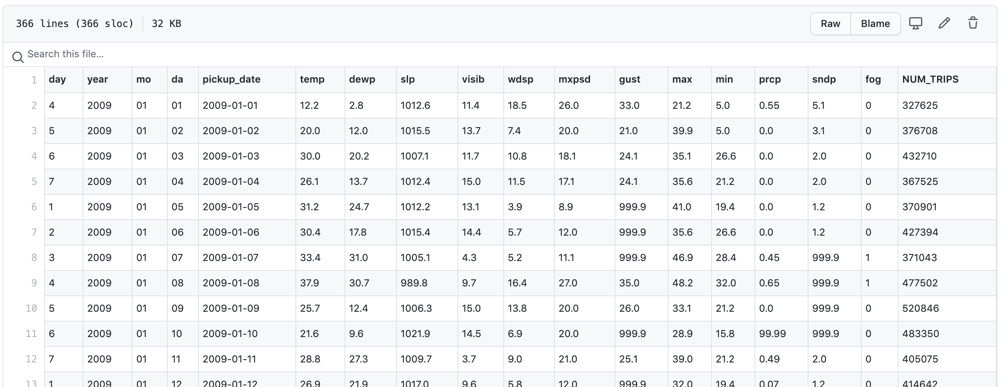 366 lines (366 sloc) 32 KB Raw Blame
Search this file...
1 day year mo da pickup_date temp dewp slp visib wdsp mxpsd gust max min prcp sndp fog NUM_TRIPS
2 4 2009 01 01 2009-01-01 12.2 2.8 1012.6 11.4 18.5 26.0 33.0 21.2 5.0 0.55 5.1 0 327625
3 5 2009 01 02 2009-01-02 20.0 12.0 1015.5 13.7 7.4 20.0 21.0 39.9 5.0 0.0 3.1 0 376708
4 6 2009 01 03 2009-01-03 30.0 20.2 1007.1 11.7 10.8 18.1 24.1 35.1 26.6 0.0 2.0 0 432710
5 7 2009 01 04 2009-01-04 26.1 13.7 1012.4 15.0 11.5 17.1 24.1 35.6 21.2 0.0 2.0 0 367525
6 1 2009 01 05 2009-01-05 31.2 24.7 1012.2 13.1 3.9 8.9 999.9 41.0 19.4 0.0 1.2 0 370901
7 2 2009 01 06 2009-01-06 30.4 17.8 1015.4 14.4 5.7 12.0 999.9 35.6 26.6 0.0 1.2 0 427394
8 3 2009 01 07 2009-01-07 33.4 31.0 1005.1 4.3 5.2 11.1 999.9 46.9 28.4 0.45 999.9 1 371043
9 4 2009 01 08 2009-01-08 37.9 30.7 989.8 9.7 16.4 27.0 35.0 48.2 32.0 0.65 999.9 1 477502
10 5 2009 01 09 2009-01-09 25.7 12.4 1006.3 15.0 13.8 20.0 26.0 33.1 21.2 0.0 999.9 0 520846
11 6 2009 01 10 2009-01-10 21.6 9.6 1021.9 14.5 6.9 20.0 999.9 28.9 15.8 99.99 999.9 0 483350
12 7 2009 01 11 2009-01-11 28.8 27.3 1009.7 3.7 9.0 21.0 25.1 39.0 21.2 0.49 2.0 0 405075
13 1 2009 01 12 2009-01-12 26.9 21.9 1017.0 9.6 5.8 12.0 999.9 32.0 19.4 0.07 1.2 0 414642